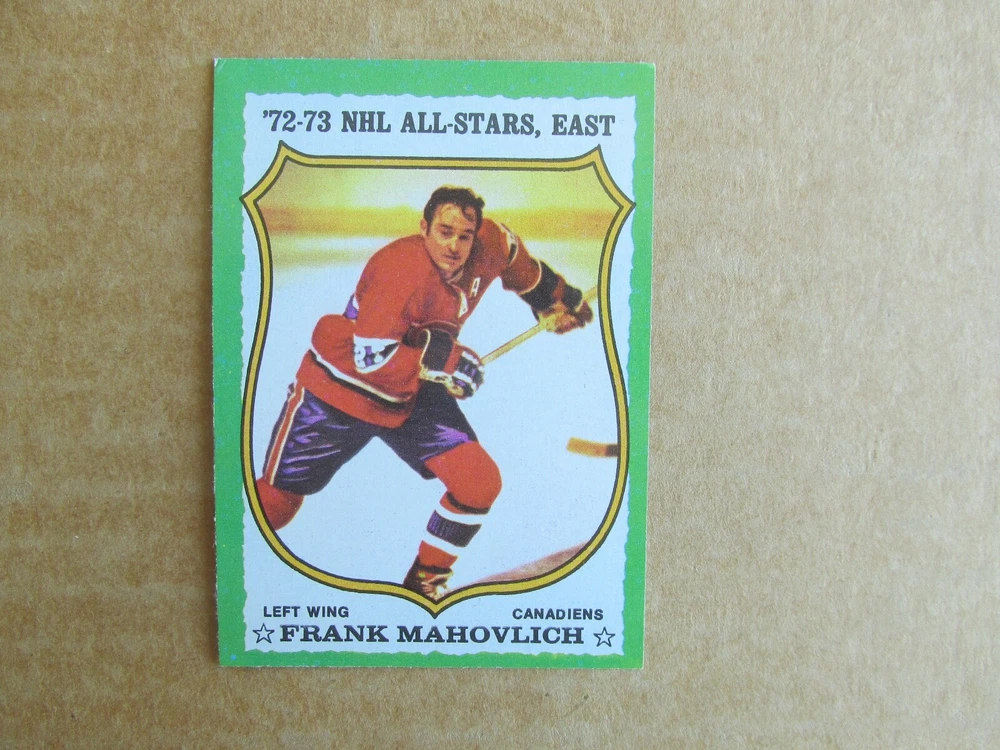 '72-73 NHL ALL-STARS, EAST
A
LEFT WING
CANADIENS
☆ FRANK MAHOVLICH ☆